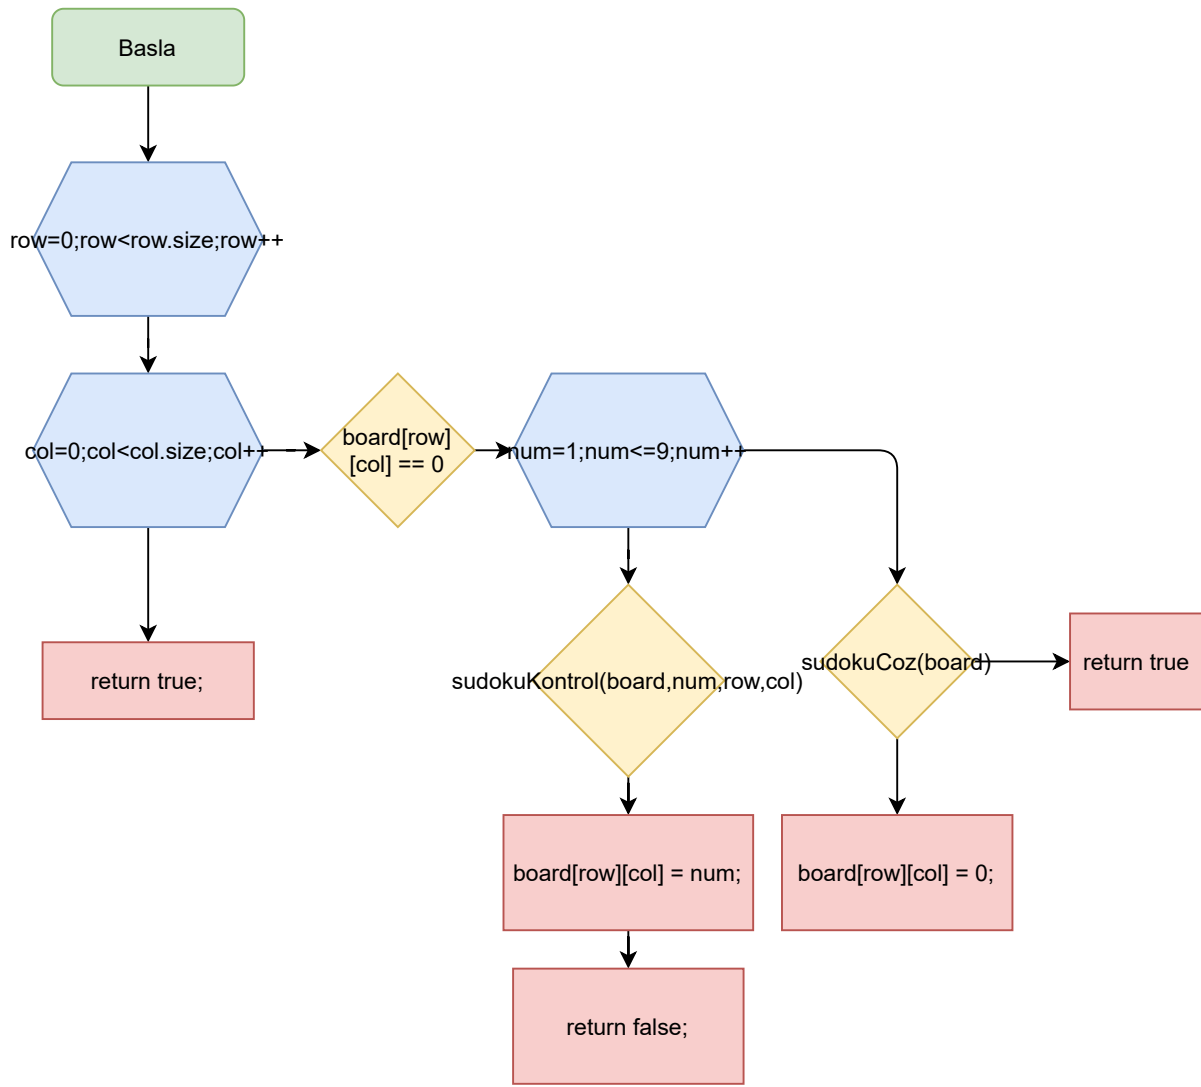 Basla
row=0;row<row.size;row++
col=0;col<col.size;col++
board[row]
[col] == 0
num=1;num<=9;num++
sudokuKontrol(board,num,row,col)
sudokuCoz(board)
return true
return true;
board[row][col] = num;
board[row][col] = 0;
return false;